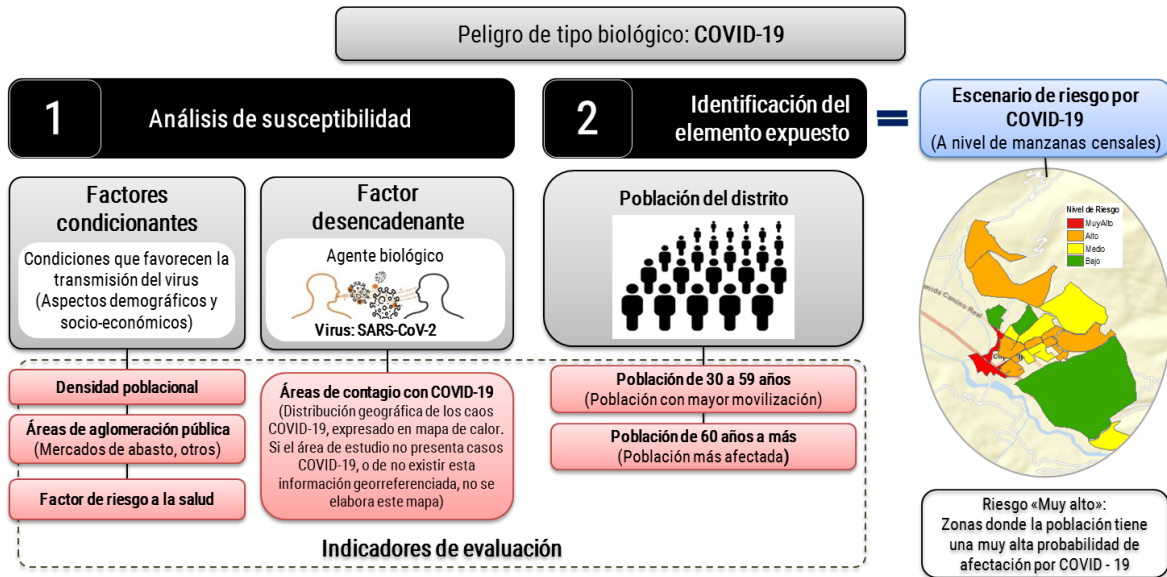 Peligro de tipo biológico: COVID-19
1
Análisis de susceptibilidad
2
Identificación del
elemento expuesto
=
Escenario de riesgo por
COVID-19
(A nivel de manzanas censales)
Factores
condicionantes
Condiciones que favorecen la
transmisión del virus
(Aspectos demográficos y
socio-económicos)
Factor
desencadenante
Agente biológico
Virus: SARS-CoV-2
Población del distrito
Nivel de Riesgo
MuyAlto
Alto
Medio
Bajo
enida Camino Real
Densidad poblacional
Áreas de aglomeración pública
(Mercados de abasto, otros)
Factor de riesgo a la salud
Áreas de contagio con COVID-19
(Distribución geográfica de los caos
COVID-19, expresado en mapa de calor.
Si el área de estudio no presenta casos
COVID-19, o de no existir esta
información georreferenciada, no se
elabora este mapa)
Población de 30 a 59 años
(Población con mayor movilización)
Población de 60 años a más
(Población más afectada)
Indicadores de evaluación
Riesgo «Muy alto»:
Zonas donde la población tiene
una muy alta probabilidad de
afectación por COVID - 19